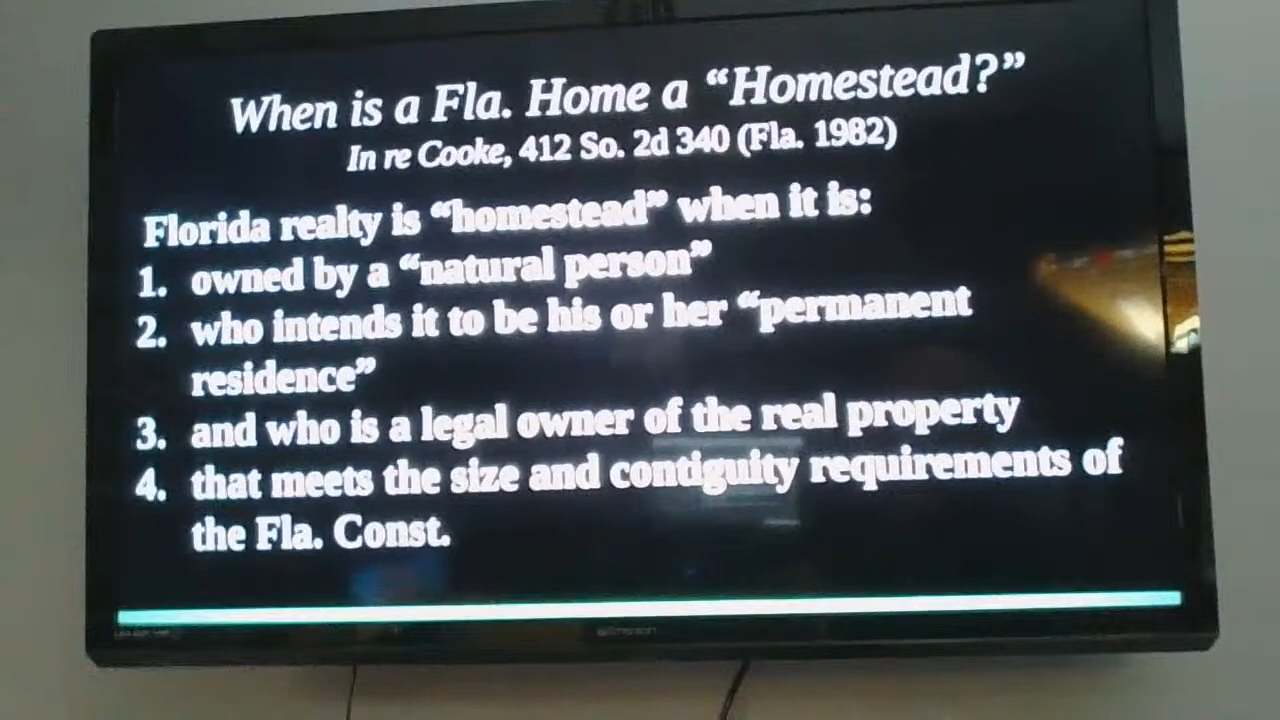 When is a Fla. Home a “Homestead?”
In re Cooke, 412 So. 2d 340 (Fla. 1982)
Florida realty is “homestead” when it is:
1. owned by a “natural person”
2. who intends it to be his or her “permanent
residence”
3. and who is a legal owner of the real property
4. that meets the size and contiguity requirements of
the Fla. Const.